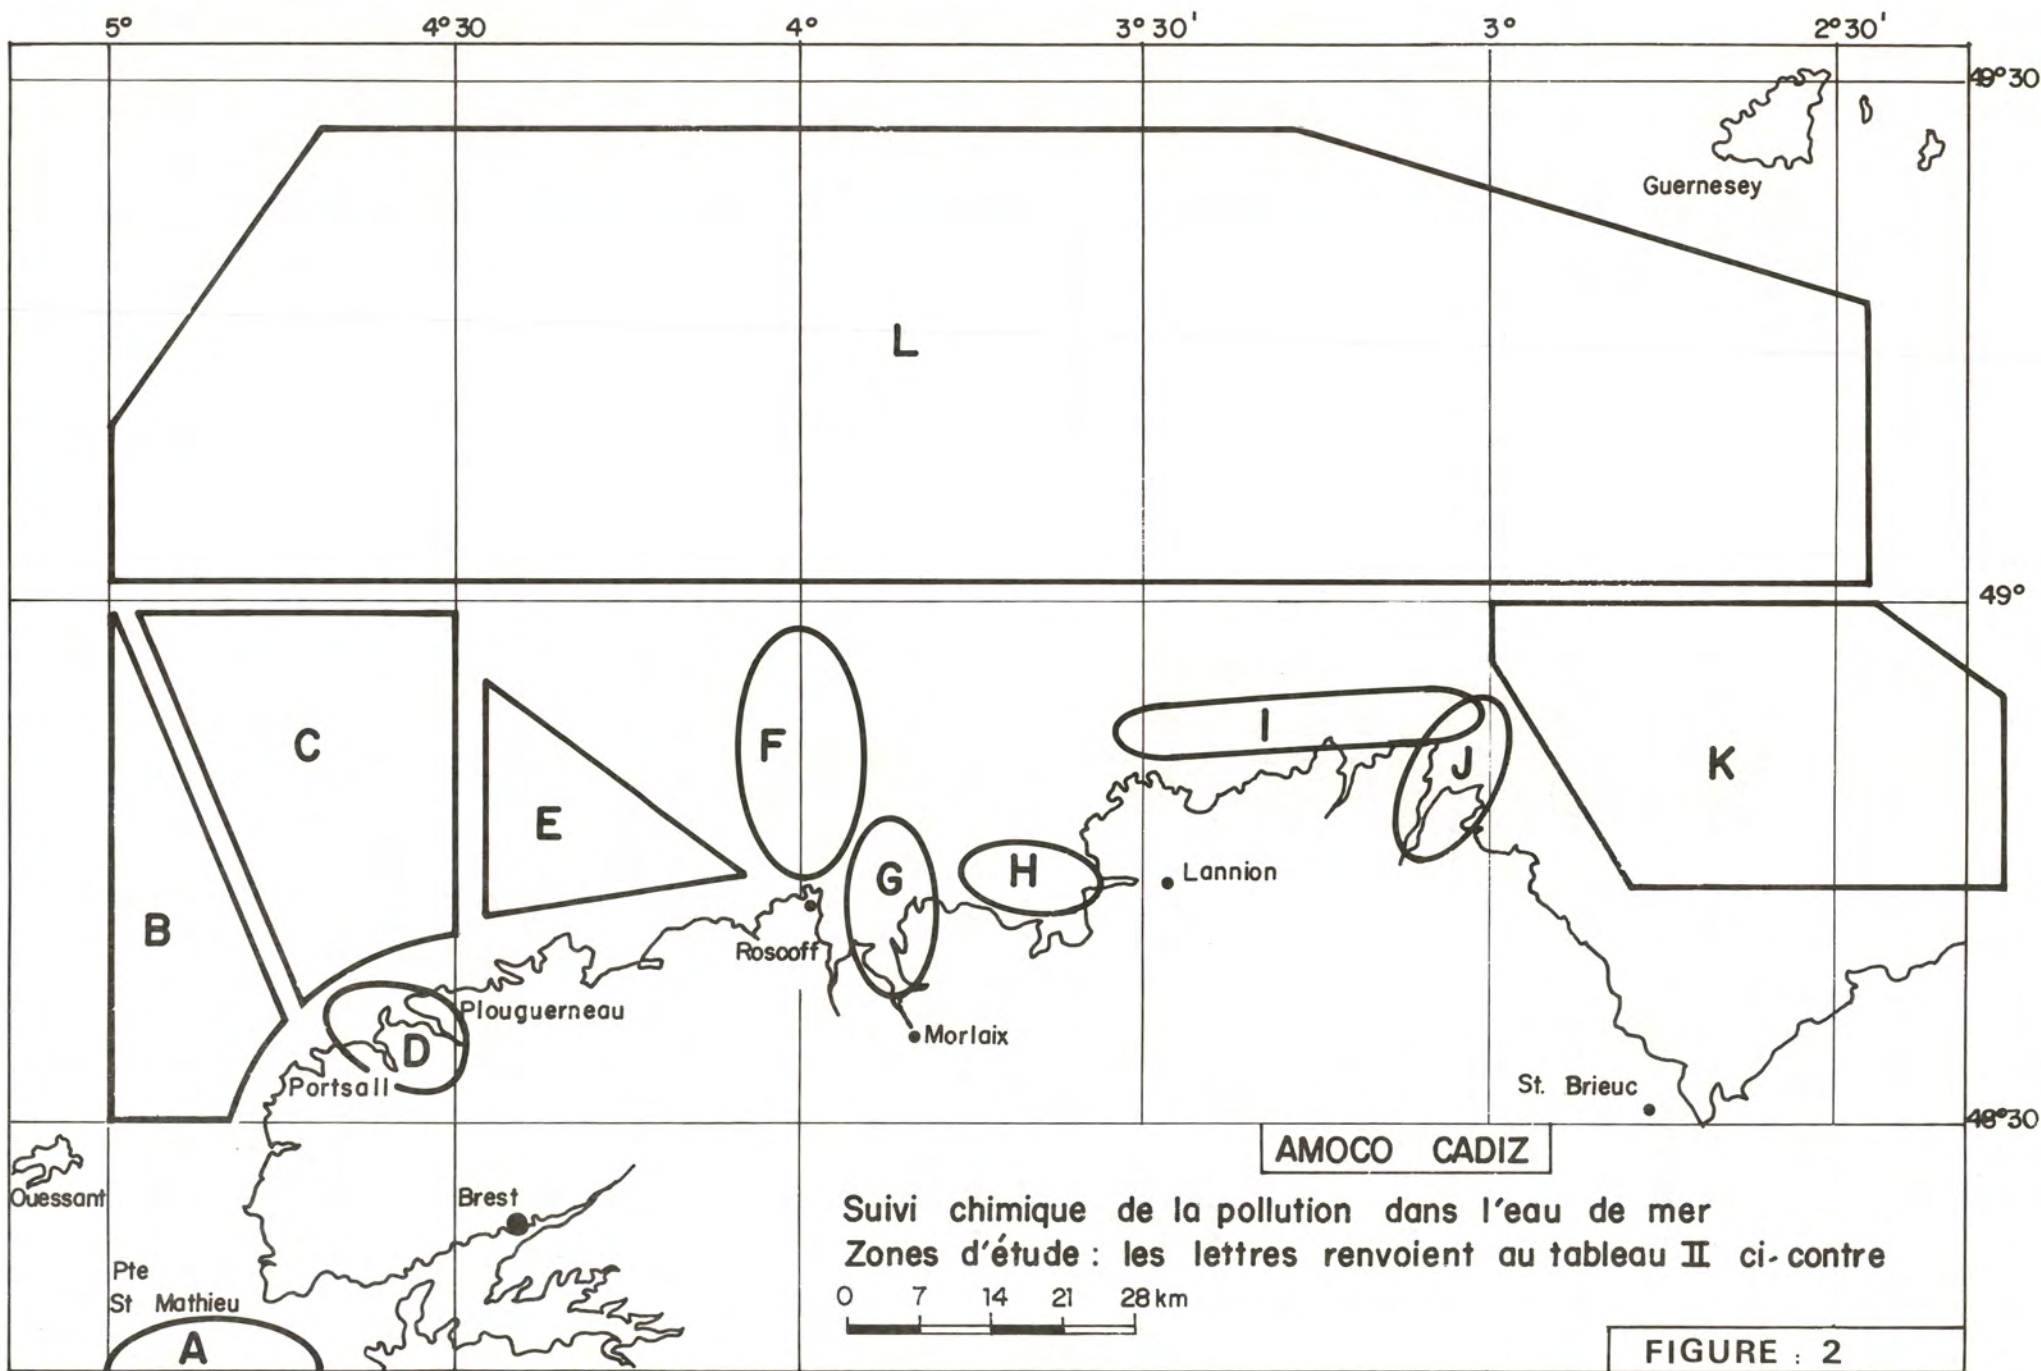 5° 4°30 4° 3°30' 3° 2°30'
49°30
Guernesey
L
49°
C
F
I
J
K
E
G
H
Lannion
B
Rosooff
Plouguerneau
D
Morlaix
Portsall
St. Brieuc
48°30
AMOCO CADIZ
Ouessant
Brest
Suivi chimique de la pollution dans l'eau de mer
Zones d'étude : les lettres renvoient au tableau II ci-contre
Pte
St Mathieu
0 7 14 21 28 km
A
FIGURE : 2